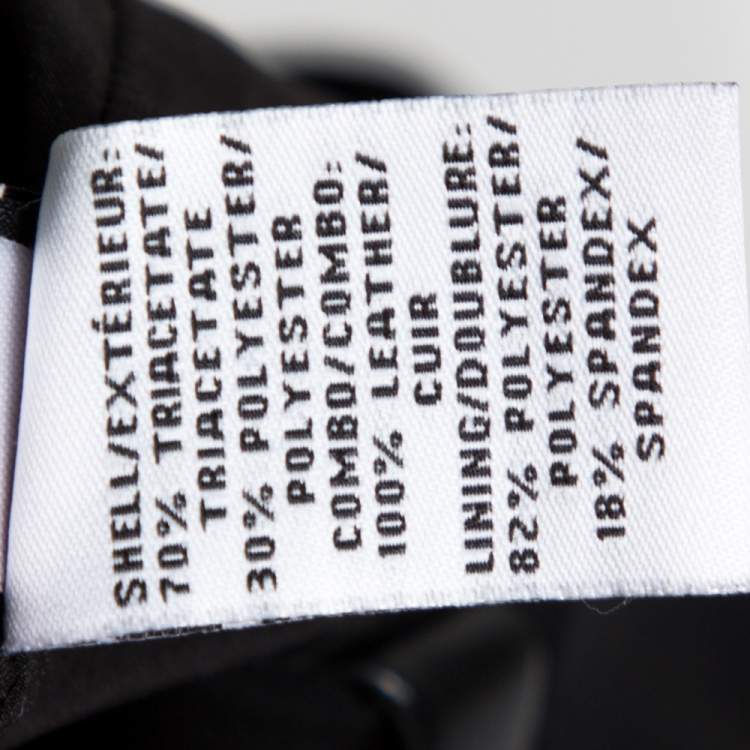 SHELL/EXTÉRIEUR:
70% TRIACETATE/
TRIACETATE
30% POLYESTER/
POLYESTER
COMBO/COMBO:
100% LEATHER/
CUIR
LINING/DOUBLURE:
82% POLYESTER/
POLYESTER
18% SPANDEX/
SPANDEX